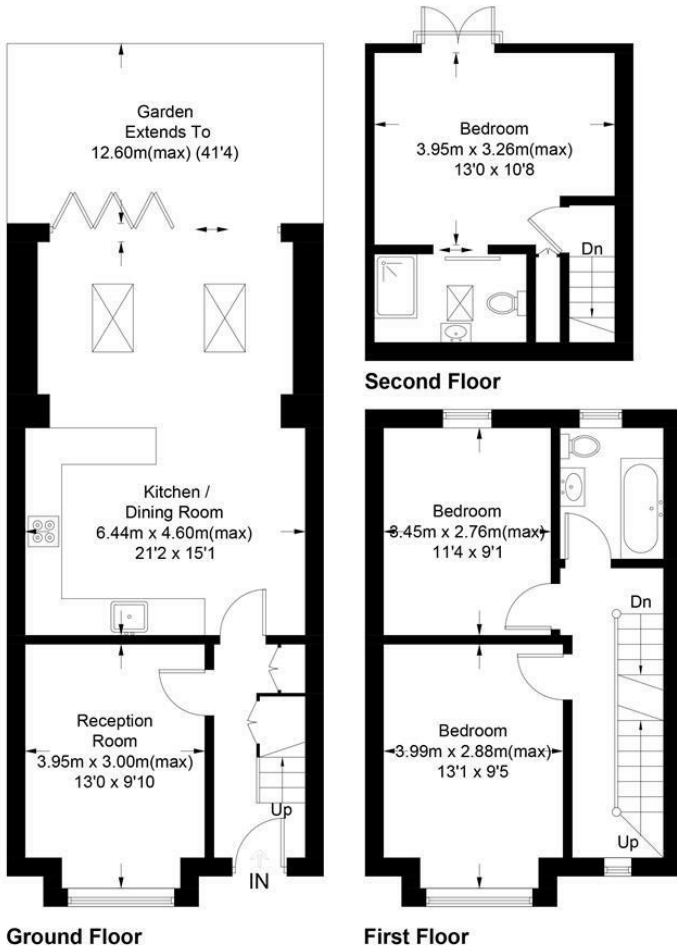 Garden
Extends To
12.60m(max) (41'4)
Kitchen /
Dining Room
6.44m x 4.60m(max)
21'2 x 15'1
Reception
Room
3.95m x 3.00m(max)
13'0 x 9'10
Up
IN
Ground Floor
Bedroom
3.95m x 3.26m(max)
13'0 x 10'8
Dn
Second Floor
Bedroom
3.45m x 2.76m(max)
11'4 x 9'1
Dn
Bedroom
3.99m x 2.88m(max)
13'1 x 9'5
Up
First Floor